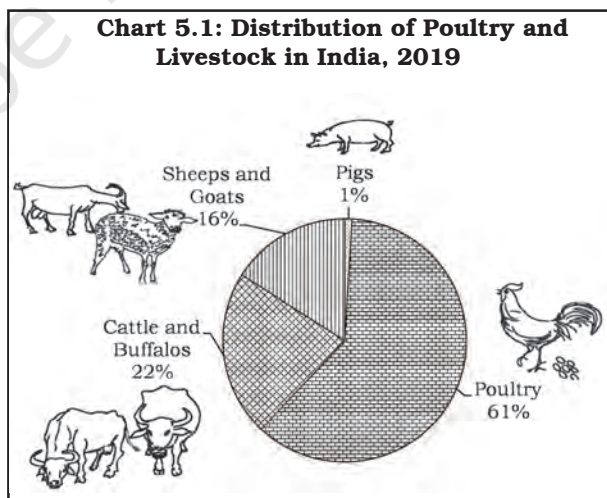 Chart 5.1: Distribution of Poultry and
Livestock in India, 2019
Sheeps and
Goats
16%
Pigs
1%
Cattle and
Buffalos
22%
Poultry
61%